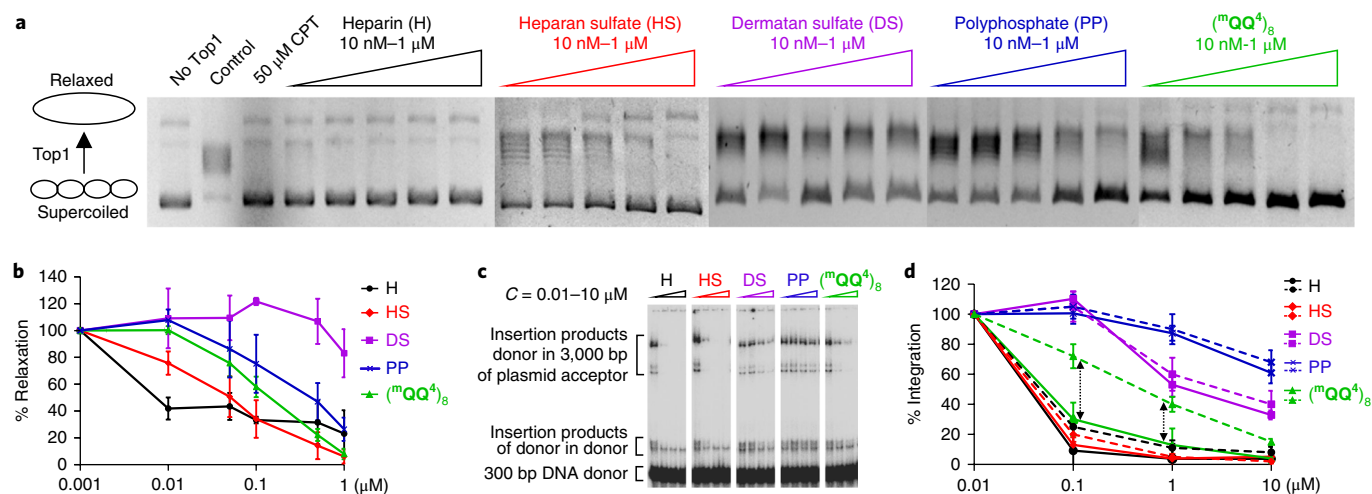 a
No Top1
Control
50 μM CPT
Heparin (H)
10 nM–1 μM
Heparan sulfate (HS)
10 nM–1 μM
Dermatan sulfate (DS)
10 nM–1 μM
Polyphosphate (PP)
10 nM–1 μM
(ᵐQQ⁴)₈
10 nM-1 μM
Relaxed
Top1
Supercoiled
b
% Relaxation
140
120
100
80
60
40
20
0
0.001
0.01
0.1
1
(μM)
H
HS
DS
PP
(ᵐQQ⁴)₈
c
C = 0.01–10 μM
H
HS
DS
PP
(ᵐQQ⁴)₈
Insertion products
donor in 3,000 bp
of plasmid acceptor
Insertion products
of donor in donor
300 bp DNA donor
d
% Integration
120
100
80
60
40
20
0
0.01
0.1
1
10
(μM)
H
HS
DS
PP
(ᵐQQ⁴)₈